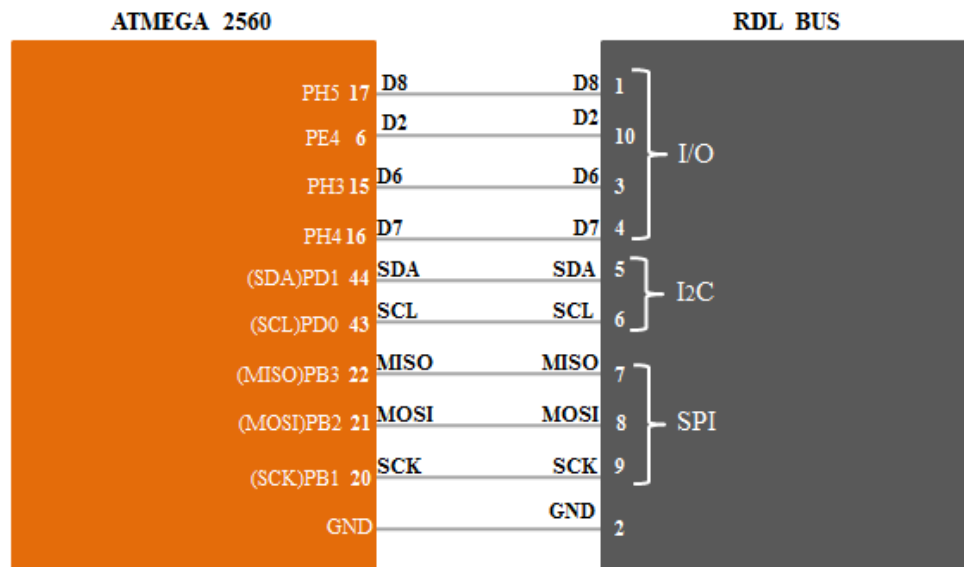 ATMEGA 2560 RDL BUS
PH5 17 D8 D8 1
PE4 6 D2 D2 10
I/O
PH3 15 D6 D6 3
PH4 16 D7 D7 4
(SDA)PD1 44 SDA SDA 5
I2C
(SCL)PD0 43 SCL SCL 6
(MISO)PB3 22 MISO MISO 7
(MOSI)PB2 21 MOSI MOSI 8 SPI
(SCK)PB1 20 SCK SCK 9
GND GND 2